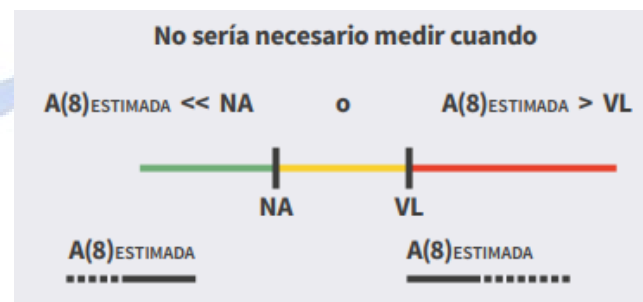 No sería necesario medir cuando
A(8)ESTIMADA << NA o A(8)ESTIMADA > VL
NA VL
A(8)ESTIMADA A(8)ESTIMADA